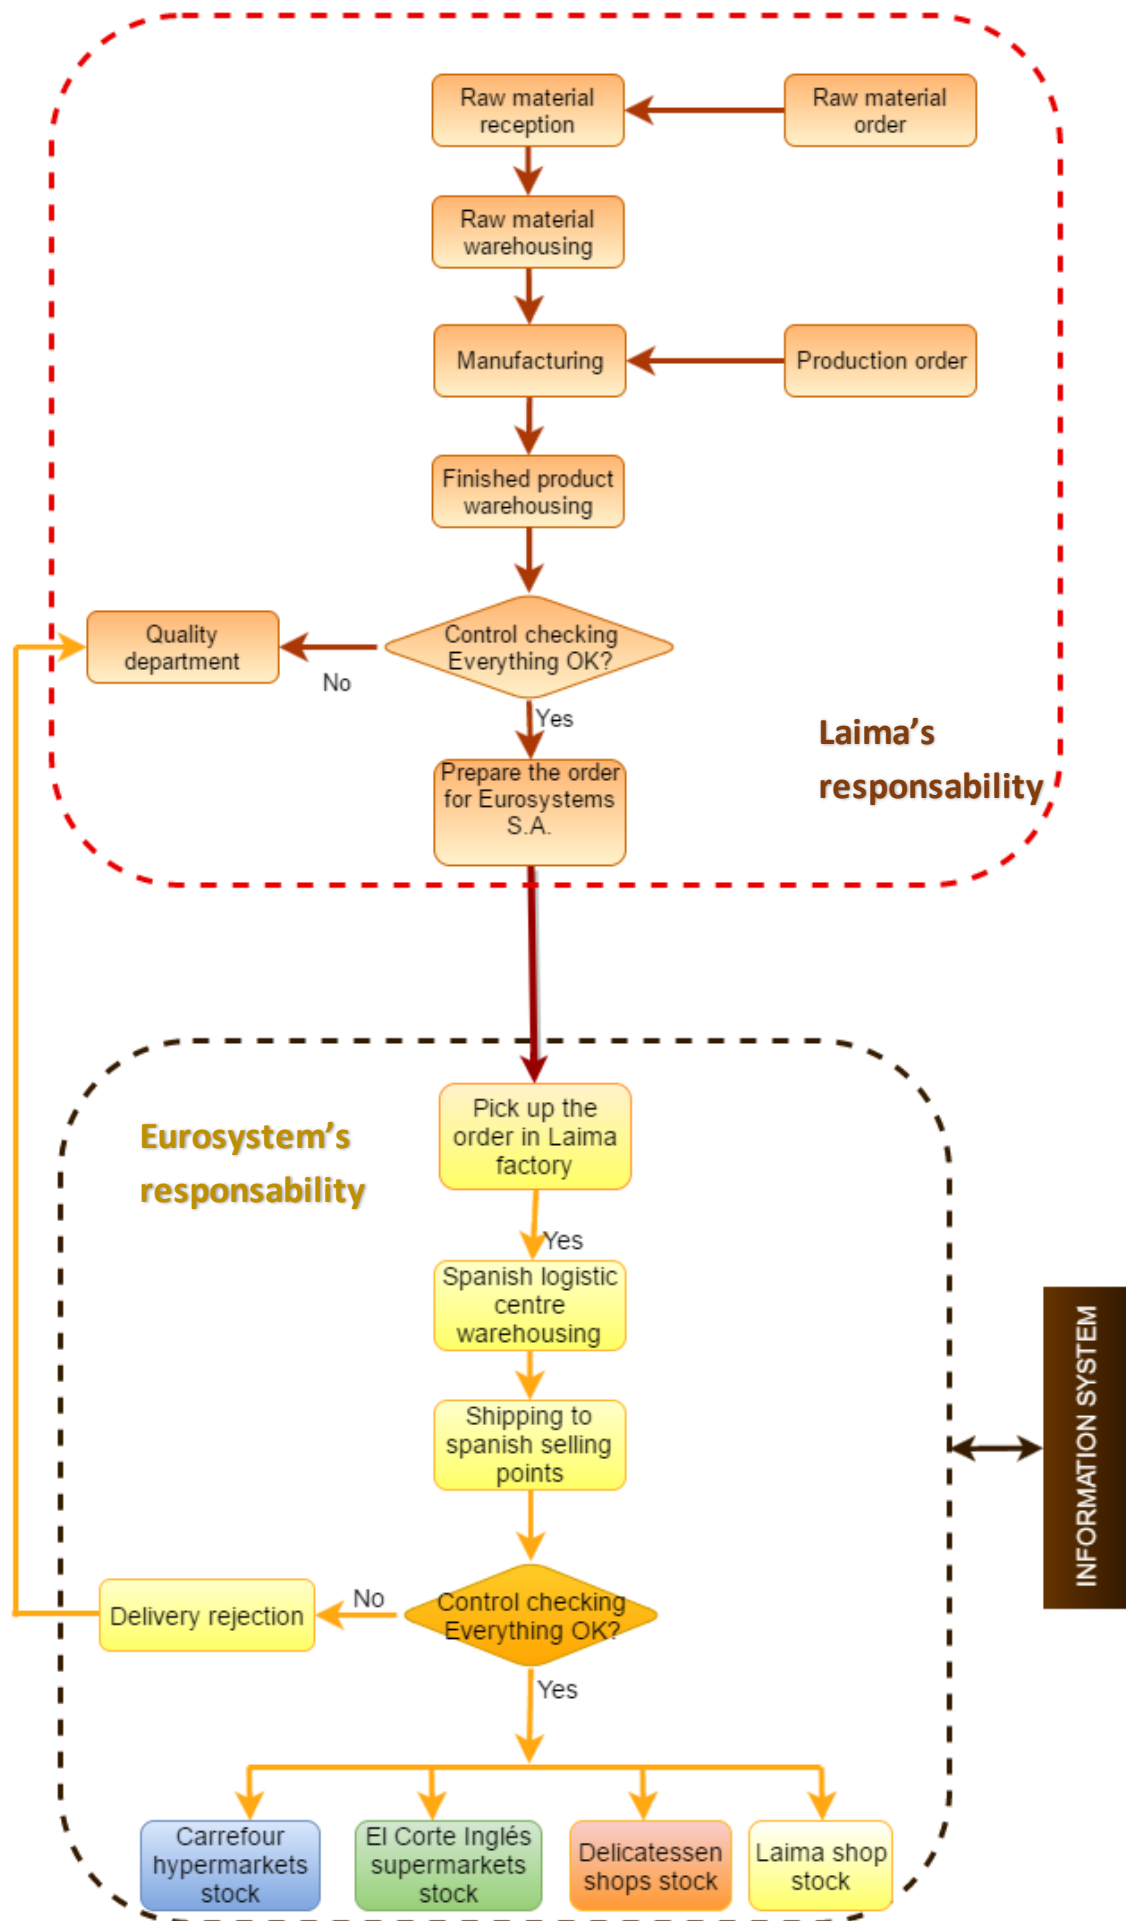 Raw material
reception
Raw material
order
Raw material
warehousing
Manufacturing
Production order
Finished product
warehousing
Quality
department
No
Control checking
Everything OK?
Yes
Laima's
responsability
Prepare the order
for Eurosystems
S.A.
Eurosystem's
responsability
Pick up the
order in Laima
factory
Yes
Spanish logistic
centre
warehousing
Shipping to
spanish selling
points
INFORMATION SYSTEM
Delivery rejection
No
Control checking
Everything OK?
Yes
Carrefour
hypermarkets
stock
El Corte Inglés
supermarkets
stock
Delicatessen
shops stock
Laima shop
stock